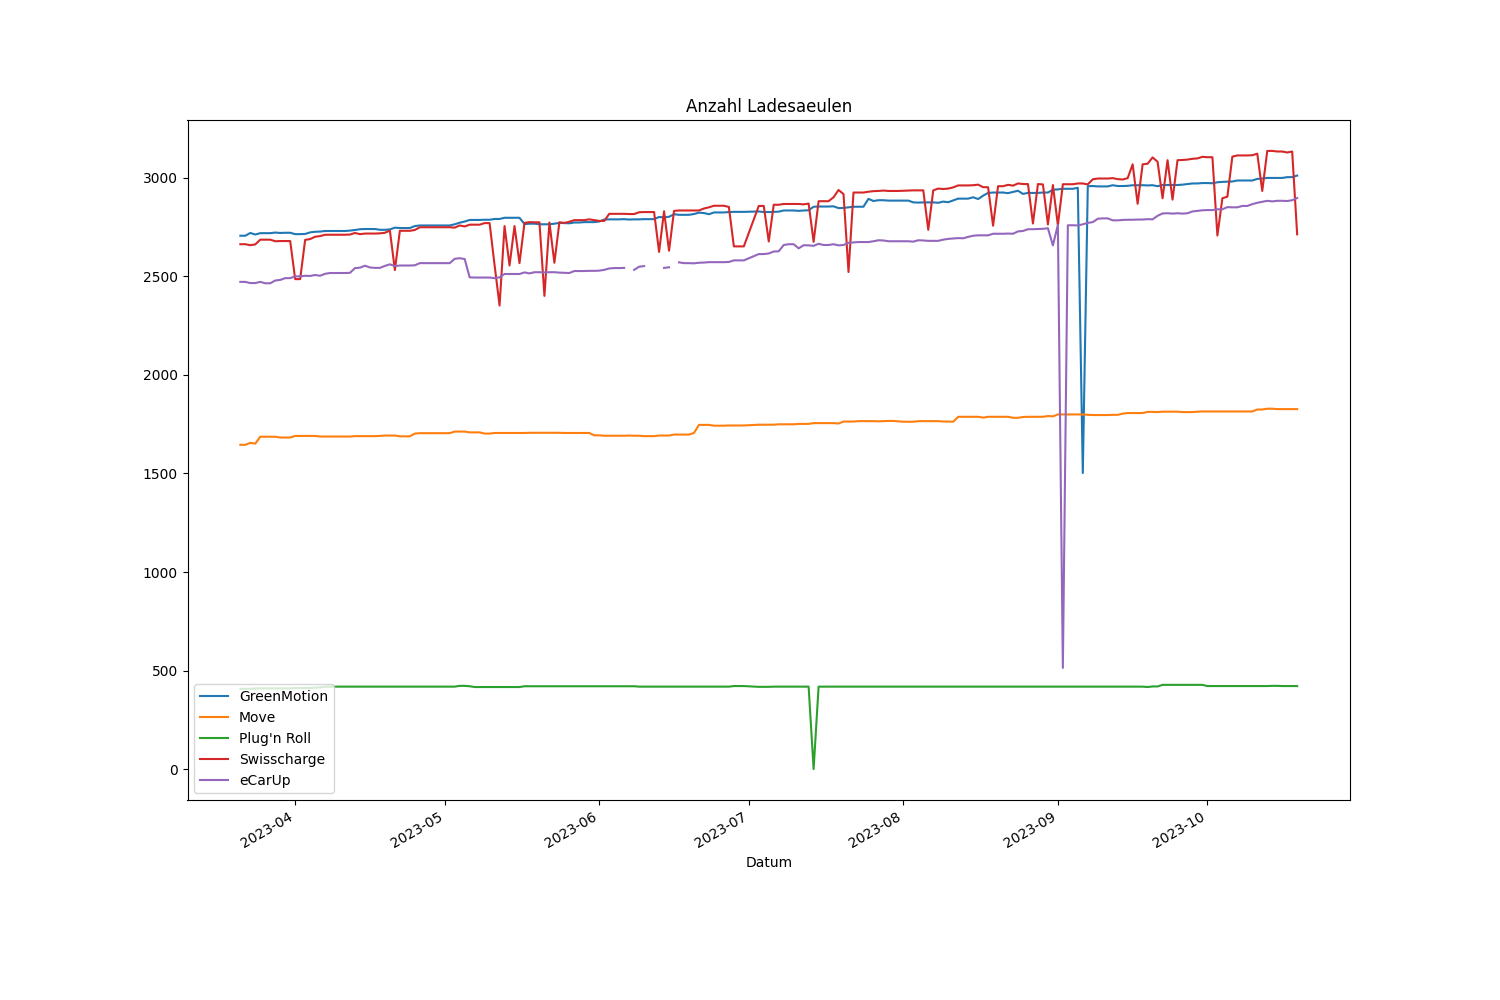 Anzahl Ladesaeulen
3000
2500
2000
1500
1000
500
0
GreenMotion
Move
Plug'n Roll
Swisscharge
eCarUp
2023-04
2023-05
2023-06
2023-07
2023-08
2023-09
2023-10
Datum